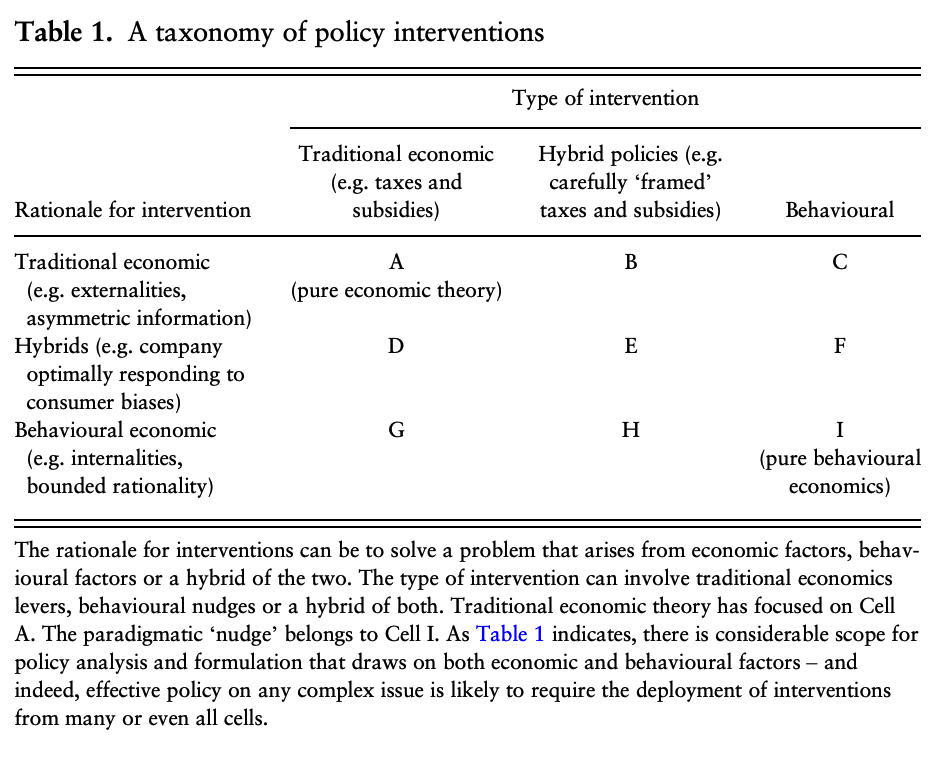 Table 1. A taxonomy of policy interventions
Type of intervention
Rationale for intervention
Traditional economic
(e.g. taxes and
subsidies)
Hybrid policies (e.g.
carefully ‘framed’
taxes and subsidies)
Behavioural
Traditional economic
(e.g. externalities,
asymmetric information)
A
(pure economic theory)
B
C
Hybrids (e.g. company
optimally responding to
consumer biases)
D
E
F
Behavioural economic
(e.g. internalities,
bounded rationality)
G
H
I
(pure behavioural
economics)
The rationale for interventions can be to solve a problem that arises from economic factors, behav-
ioural factors or a hybrid of the two. The type of intervention can involve traditional economics
levers, behavioural nudges or a hybrid of both. Traditional economic theory has focused on Cell
A. The paradigmatic ‘nudge’ belongs to Cell I. As Table 1 indicates, there is considerable scope for
policy analysis and formulation that draws on both economic and behavioural factors – and
indeed, effective policy on any complex issue is likely to require the deployment of interventions
from many or even all cells.